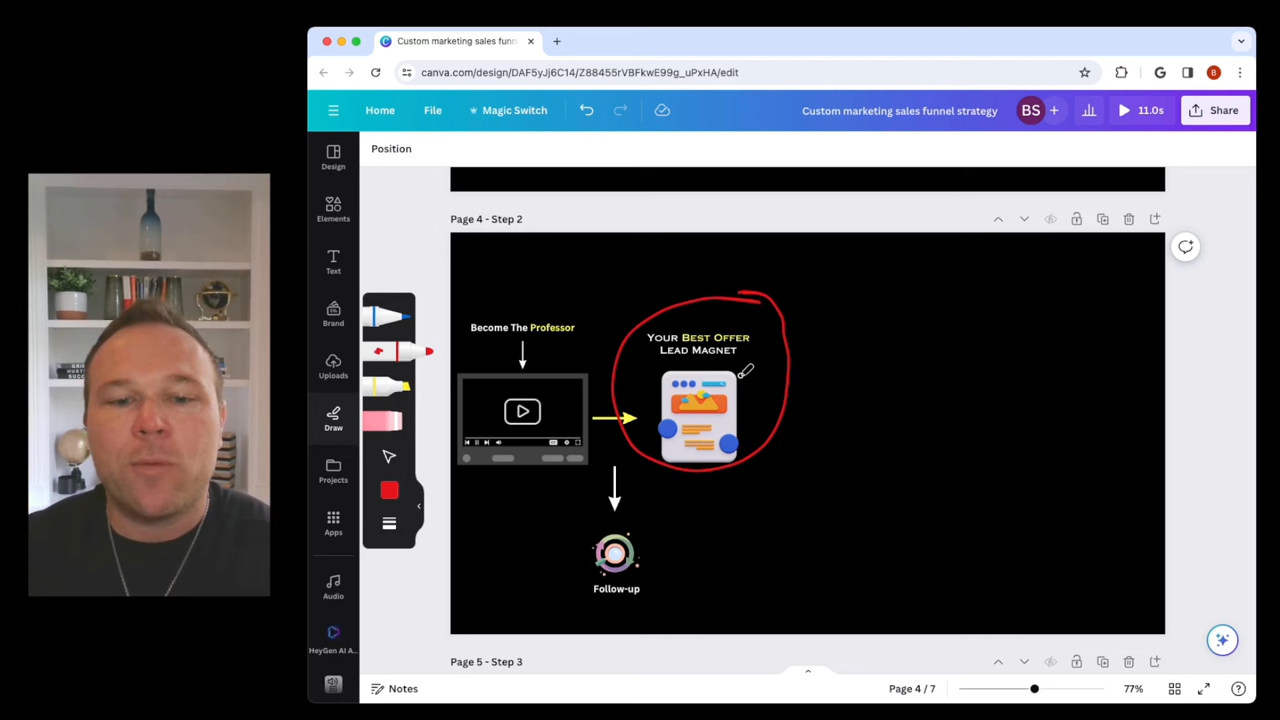 Custom marketing sales funn
canva.com/design/DAF5yJj6C14/Z88455rVBFkwE99g_uPxHA/edit
B
Home
File
Magic Switch
Custom marketing sales funnel strategy
BS
11.0s
Share
Position
Design
Elements
Text
Brand
Uploads
Draw
Projects
Apps
Audio
HeyGen AI A...
Page 4 - Step 2
Become The Professor
Your Best Offer
Lead Magnet
Follow-up
Page 5 - Step 3
Notes
Page 4 / 7
77%